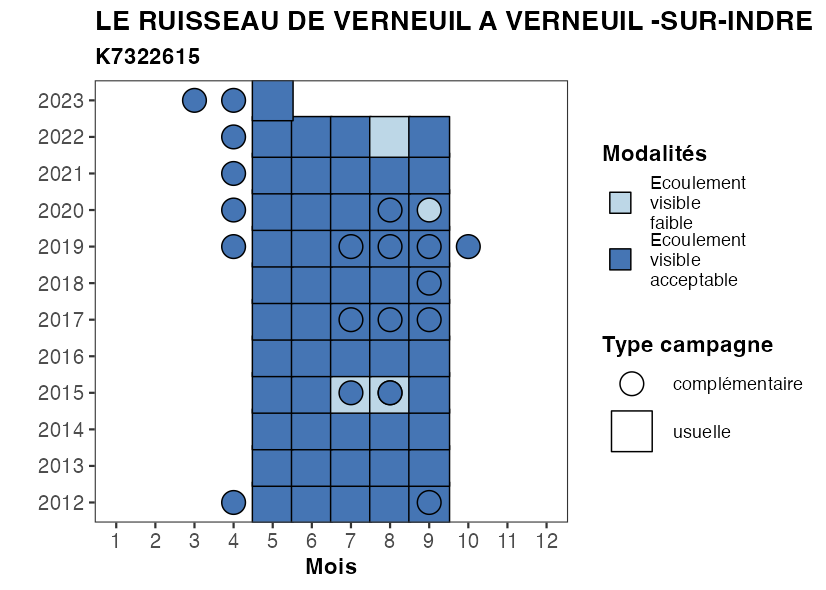 LE RUISSEAU DE VERNEUIL A VERNEUIL -SUR-INDRE
K7322615
2023
2022
2021
2020
2019
2018
2017
2016
2015
2014
2013
2012
1 2 3 4 5 6 7 8 9 10 11 12
Mois
Modalités
Ecoulement
visible
faible
Ecoulement
visible
acceptable
Type campagne
complémentaire
usuelle